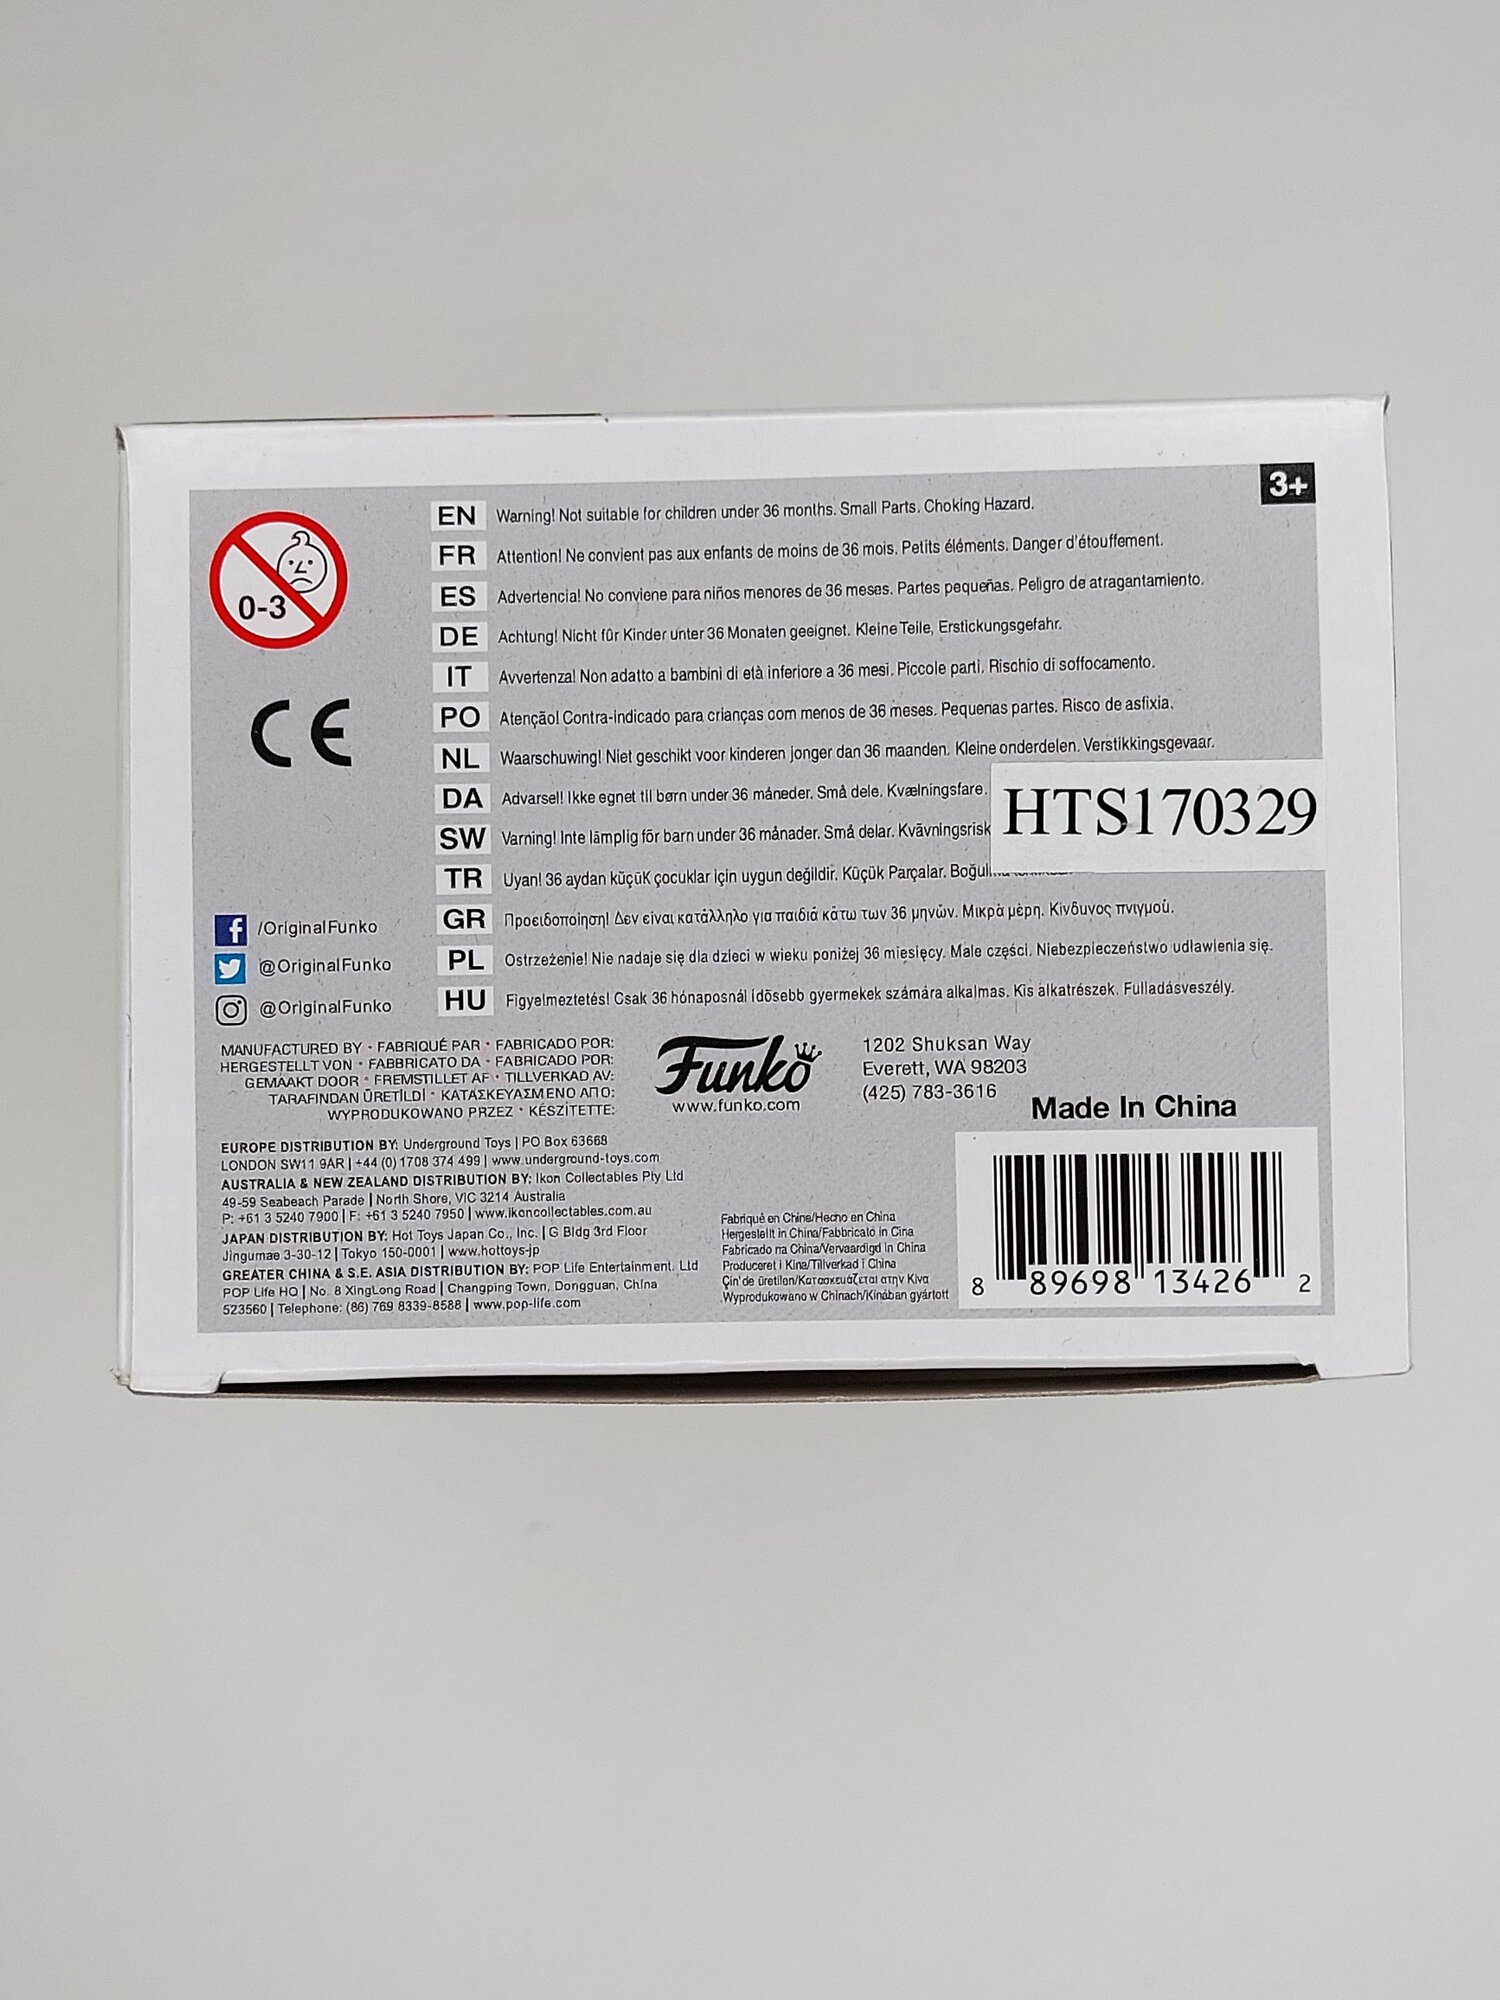 3+
0-3
EN Warning! Not suitable for children under 36 months. Small Parts. Choking Hazard.
FR Attention! Ne convient pas aux enfants de moins de 36 mois. Petits éléments. Danger d'étouffement.
ES Advertencia! No conviene para niños menores de 36 meses. Partes pequeñas. Peligro de atragantamiento.
DE Achtung! Nicht für Kinder unter 36 Monaten geeignet. Kleine Teile, Erstickungsgefahr.
IT Avvertenza! Non adatto a bambini di età inferiore a 36 mesi. Piccole parti. Rischio di soffocamento.
PO Atenção! Contra-indicado para crianças com menos de 36 meses. Pequenas partes. Risco de asfixia.
NL Waarschuwing! Niet geschikt voor kinderen jonger dan 36 maanden. Kleine onderdelen. Verstikkingsgevaar.
DA Advarsel! Ikke egnet til børn under 36 måneder. Små dele. Kvælningsfare.
SW Varning! Inte lämplig för barn under 36 månader. Små delar. Kvävningsrisk
HTS170329
TR Uyarı! 36 aydan küçüK çocuklar için uygun değildir. Küçük Parçalar.
GR Προειδοποίηση! Δεν είναι κατάλληλο για παιδιά κάτω των 36 μηνών. Μικρά μέρη. Κίνδυνος πνιγμού.
PL Ostrzeżenie! Nie nadaje się dla dzieci w wieku poniżej 36 miesięcy. Male części. Niebezpieczeństwo udlawienia się.
HU Figyelmeztetés! Csak 36 hónaposnál idősebb gyermekek számára alkalmas. Kis alkatrészek. Fulladásveszély.
CE
/OriginalFunko
@OriginalFunko
@OriginalFunko
MANUFACTURED BY • FABRIQUÉ PAR • FABRICADO POR:
HERGESTELLT VON • FABBRICATO DA • FABRICADO POR:
GEMAAKT DOOR • FREMSTILLET AF • TILLVERKAD AV:
TARAFINDAN ÜRETİLDİ • ΚΑΤΑΣΚΕΥΑΣΜΕΝΟ ΑΠΟ:
WYPRODUKOWANO PRZEZ • KÉSZÍTETTE:
Funko
www.funko.com
1202 Shuksan Way
Everett, WA 98203
(425) 783-3616
Made In China
EUROPE DISTRIBUTION BY: Underground Toys | PO Box 63668
LONDON SW11 9AR | +44 (0) 1708 374 499 | www.underground-toys.com
AUSTRALIA & NEW ZEALAND DISTRIBUTION BY: Ikon Collectables Pty Ltd
49-59 Seabeach Parade | North Shore, VIC 3214 Australia
P: +61 3 5240 7900 | F: +61 3 5240 7950 | www.ikoncollectables.com.au
JAPAN DISTRIBUTION BY: Hot Toys Japan Co., Inc. | G Bldg 3rd Floor
Jingumae 3-30-12 | Tokyo 150-0001 | www.hottoys-jp
GREATER CHINA & S.E. ASIA DISTRIBUTION BY: POP Life Entertainment. Ltd
POP Life HQ | No. 8 XingLong Road | Changping Town, Dongguan, China
523560 | Telephone: (86) 769 8339-8588 | www.pop-life.com
Fabriqué en Chine/Hecho en China
Hergestellt in China/Fabbricato in Cina
Fabricado na China/Vervaardigd in China
Produceret i Kina/Tillverkad i China
Çin'de üretilen/Κατασκευάζεται στην Κίνα
Wyprodukowano w Chinach/Kínában gyártott
8 89698 13426 2